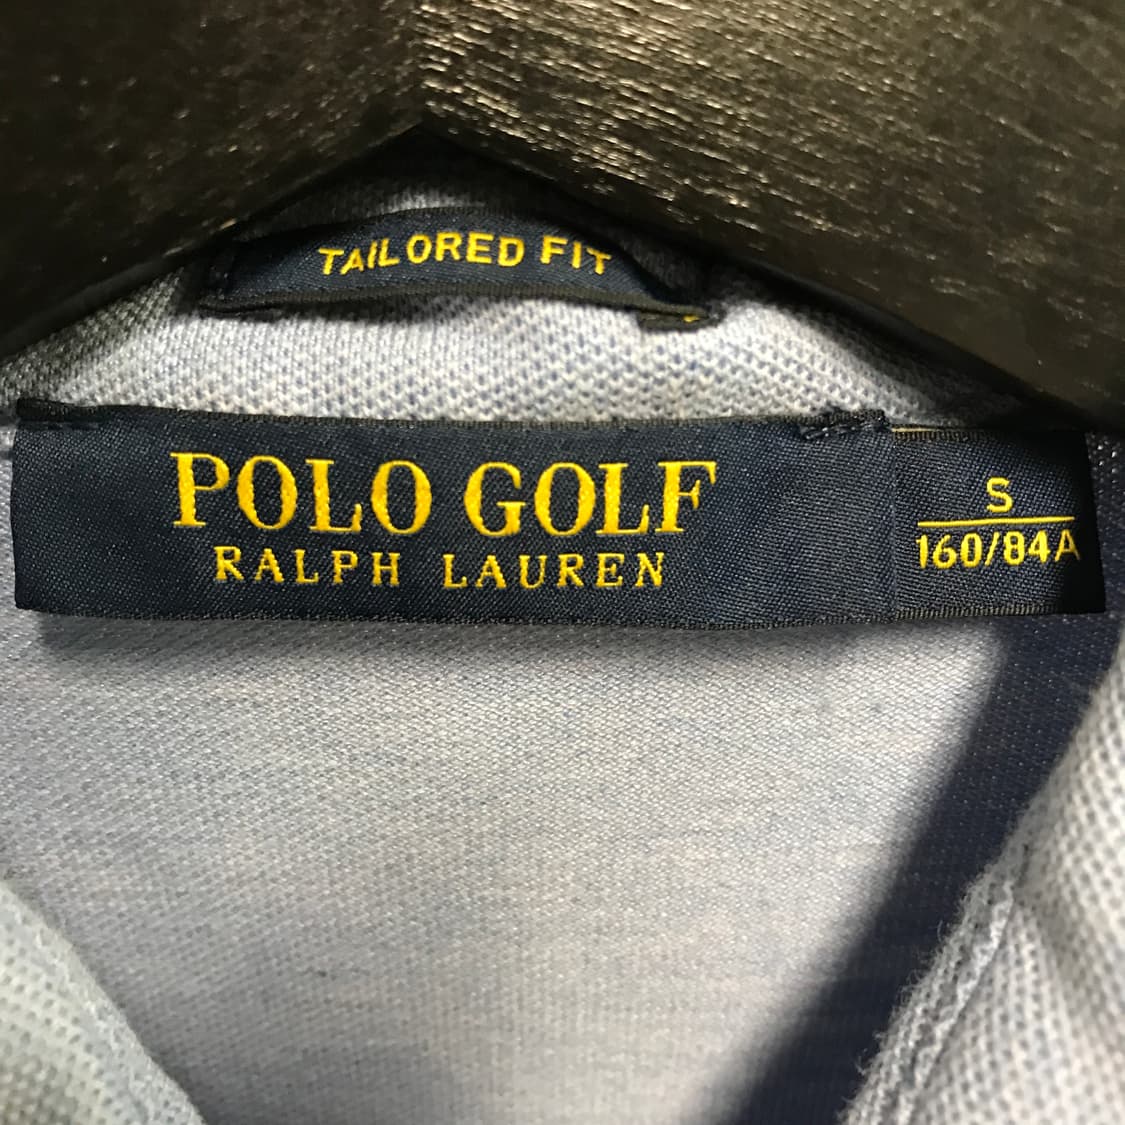 TAILORED FIT
POLO GOLF
RALPH LAUREN
S
160/84A